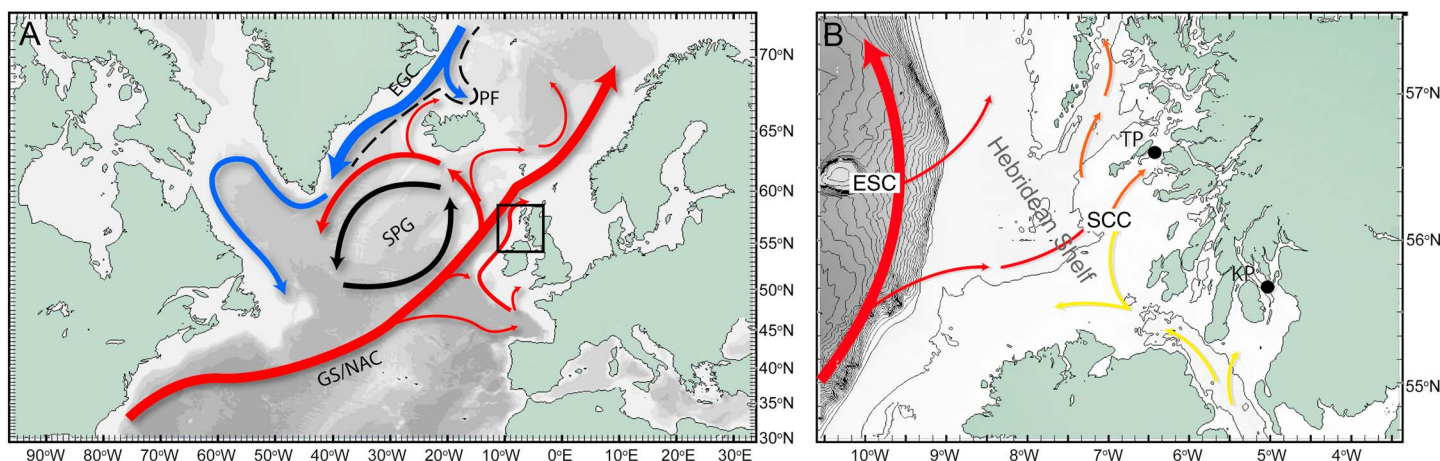 A
EGC
PF
SPG
GS/NAC
70°N
65°N
60°N
55°N
50°N
45°N
40°N
35°N
30°N
90°W 80°W 70°W 60°W 50°W 40°W 30°W 20°W 10°W 0°E 10°E 20°E 30°E
B
ESC
Hebridean Shelf
SCC
TP
KP
57°N
56°N
55°N
10°W 9°W 8°W 7°W 6°W 5°W 4°W